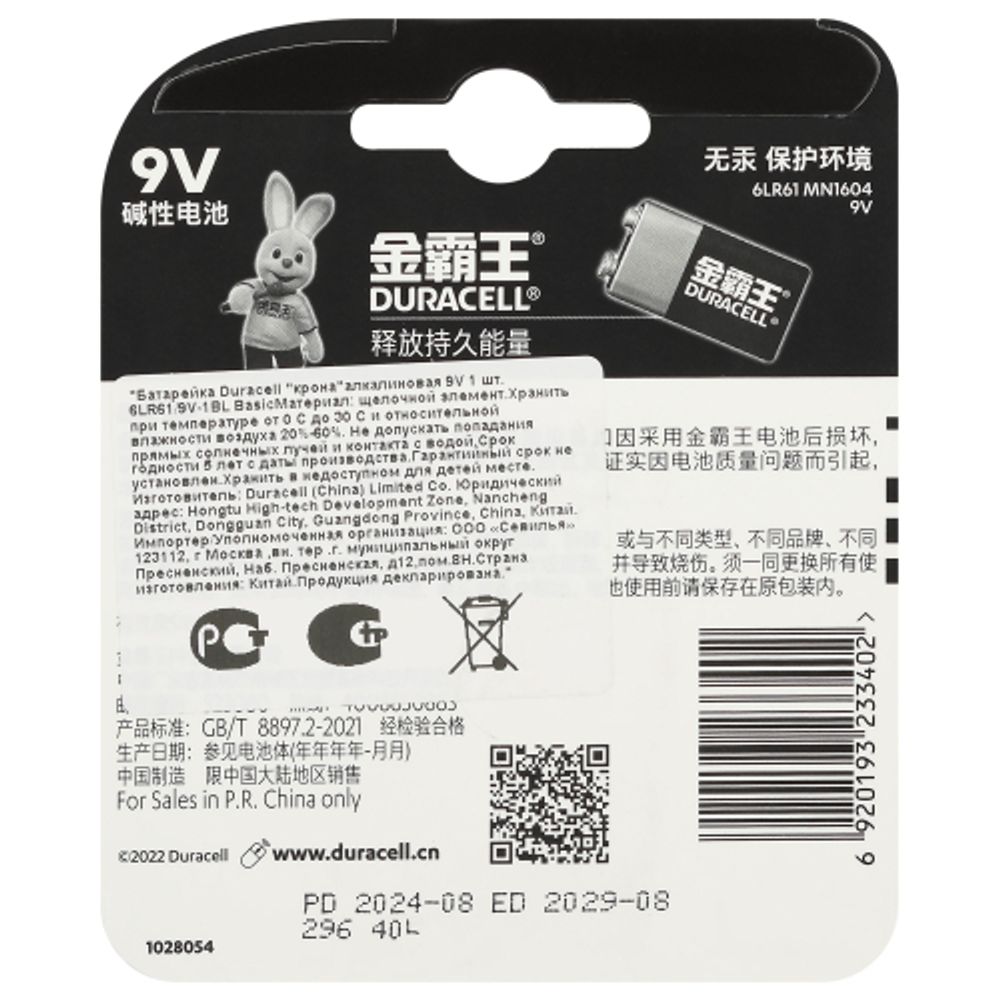 9V
碱性电池
无汞 保护环境
6LR61 MN1604
9V
金霸王®
DURACELL®
释放持久能量
金霸王®
DURACELL®
"Батарейка Duracell "крона"алкалиновая 9V 1 шт.
6LR61/9V-1BL BasicМатериал: щелочной элемент.Хранить
при температуре от 0 С до 30 С и относительной
влажности воздуха 20%-60%. Не допускать попадания
прямых солнечных лучей и контакта с водой,Срок
годности 5 лет с даты производства.Гарантийный срок не
установлен.Хранить в недоступном для детей месте.
Изготовитель: Duracell (China) Limited Co. Юридический
адрес: Hongtu High-tech Development Zone, Nancheng
District, Dongguan City, Guangdong Province, China, Китай.
Импортер/Уполномоченная организация: ООО «Севилья»
123112, г Москва ,вн. тер .г. муниципальный округ
Пресненский, Наб. Пресненская, д12,пом.8Н.Страна
изготовления: Китай.Продукция декларирована."
因采用金霸王电池后损坏,
证实因电池质量问题而引起,
或与不同类型、不同品牌、不同
并导致烧伤。须一同更换所有使
使用前请保存在原包装内。
РСТ
Стр
产品标准: GB/T 8897.2-2021 经检验合格
生产日期: 参见电池体(年年年年-月月)
中国制造 限中国大陆地区销售
For Sales in P.R. China only
©2022 Duracell www.duracell.cn
6 920193 233402 >
PD 2024-08 ED 2029-08
296 40L
1028054